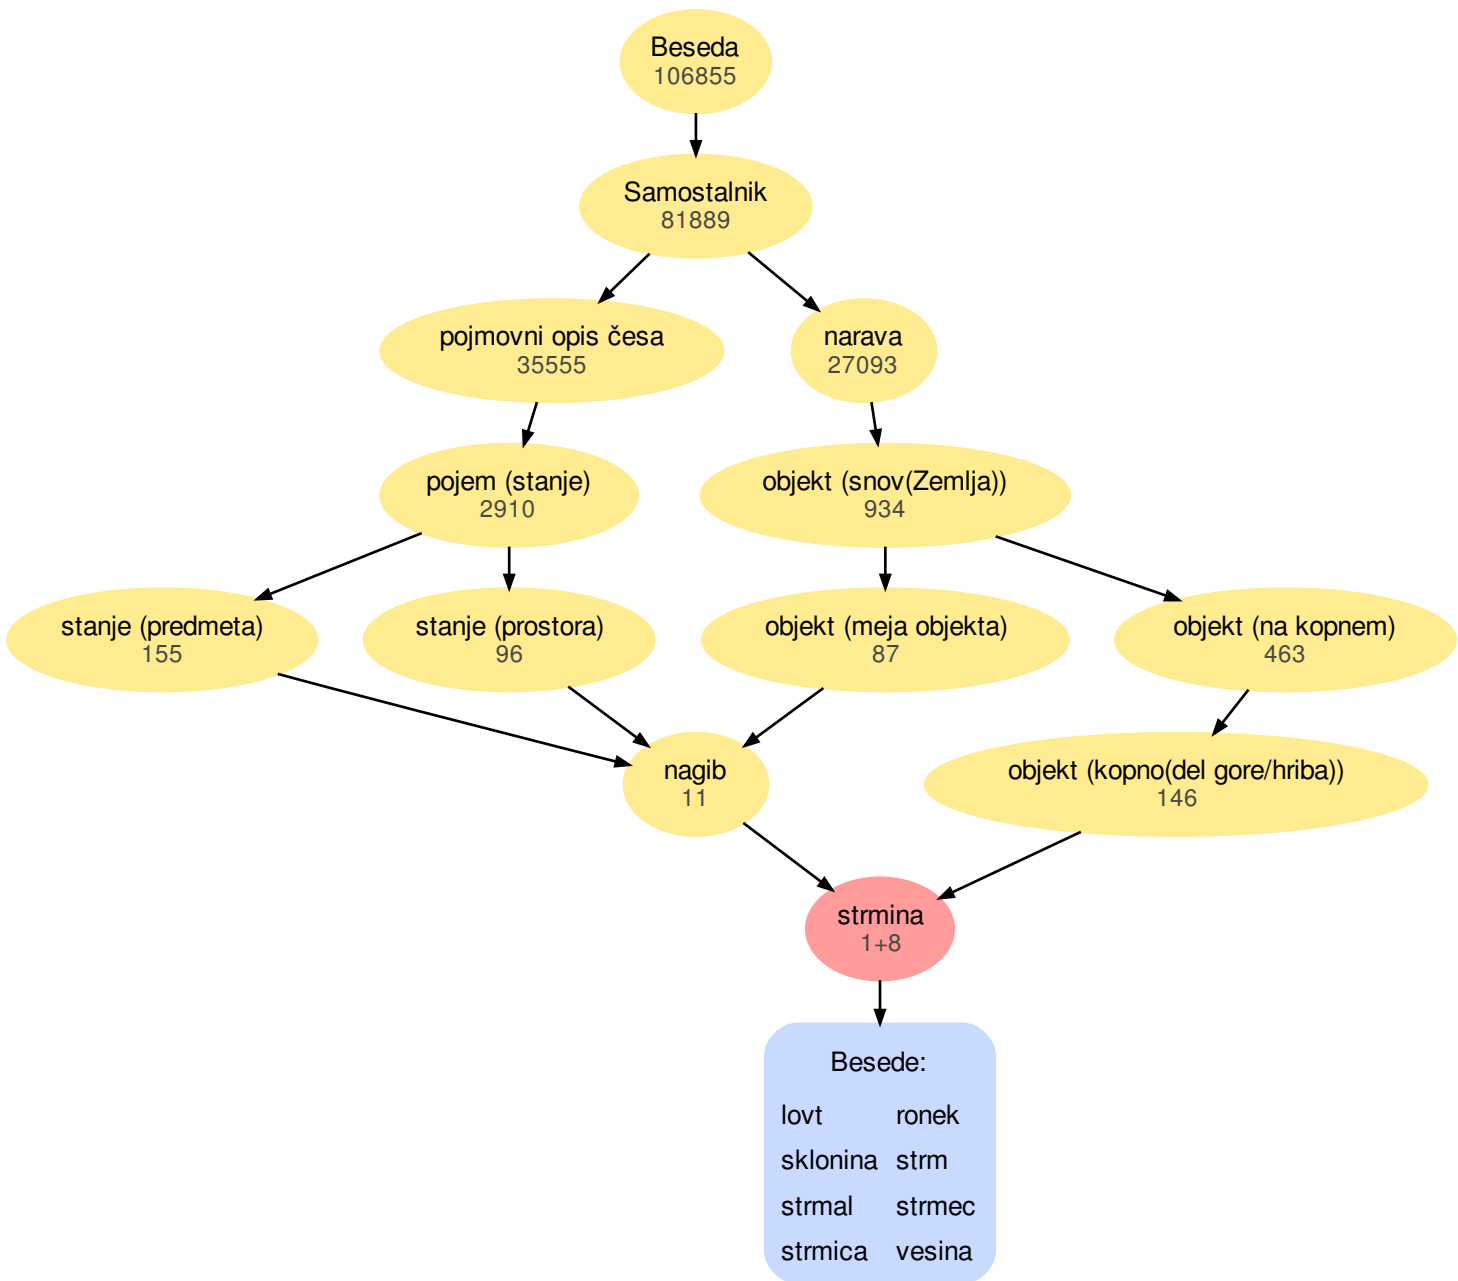 Beseda
106855
Samostalnik
81889
pojmovni opis česa
35555
narava
27093
pojem (stanje)
2910
objekt (snov(Zemlja))
934
stanje (predmeta)
155
stanje (prostora)
96
objekt (meja objekta)
87
objekt (na kopnem)
463
nagib
11
objekt (kopno(del gore/hriba))
146
strmina
1+8
Besede:
lovt ronek
sklonina strm
strmal strmec
strmica vesina